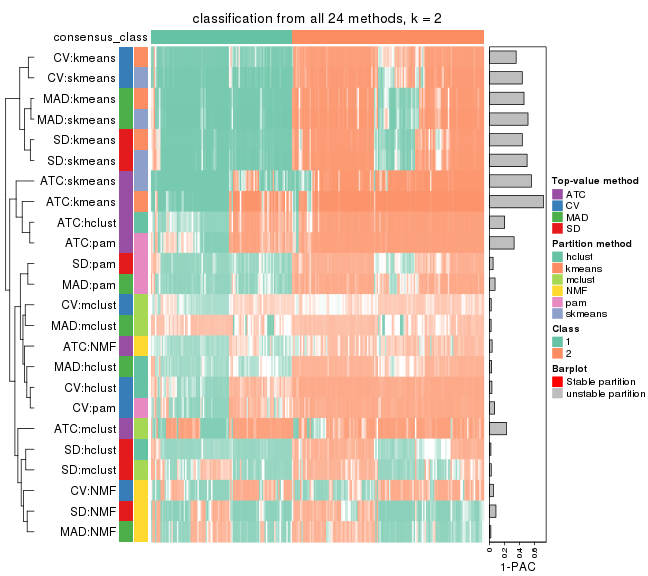 classification from all 24 methods, k = 2
consensus_class
CV:kmeans
CV:skmeans
MAD:kmeans
MAD:skmeans
SD:kmeans
SD:skmeans
ATC:skmeans
ATC:kmeans
ATC:hclust
ATC:pam
SD:pam
MAD:pam
CV:mclust
MAD:mclust
ATC:NMF
MAD:hclust
CV:hclust
CV:pam
ATC:mclust
SD:hclust
SD:mclust
CV:NMF
SD:NMF
MAD:NMF
0
0.2
0.4
0.6
1-PAC
Top-value method
ATC
CV
MAD
SD
Partition method
hclust
kmeans
mclust
NMF
pam
skmeans
Class
1
2
Barplot
Stable partition
unstable partition